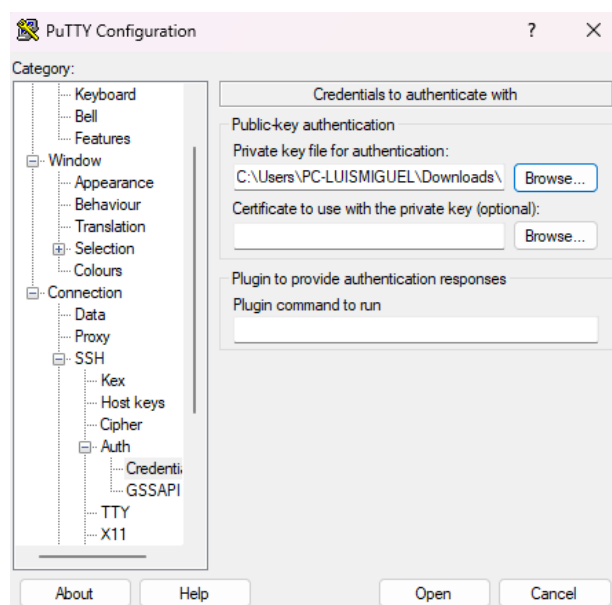 PuTTY Configuration ? ×
Category:
Keyboard
Bell
Features
Window
Appearance
Behaviour
Translation
Selection
Colours
Connection
Data
Proxy
SSH
Kex
Host keys
Cipher
Auth
Credenti
GSSAPI
TTY
X11
Credentials to authenticate with
Public-key authentication
Private key file for authentication:
C:\Users\PC-LUISMIGUEL\Downloads\ Browse...
Certificate to use with the private key (optional):
Browse...
Plugin to provide authentication responses
Plugin command to run
About Help Open Cancel